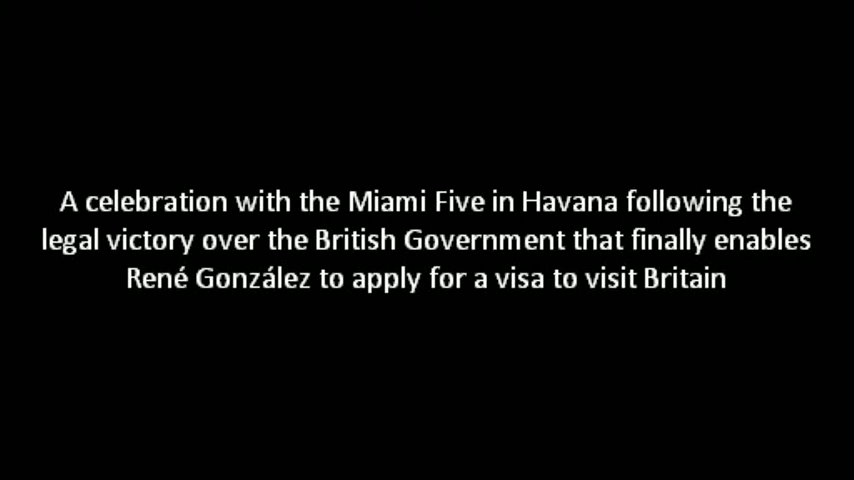 A celebration with the Miami Five in Havana following the
legal victory over the British Government that finally enables
René González to apply for a visa to visit Britain